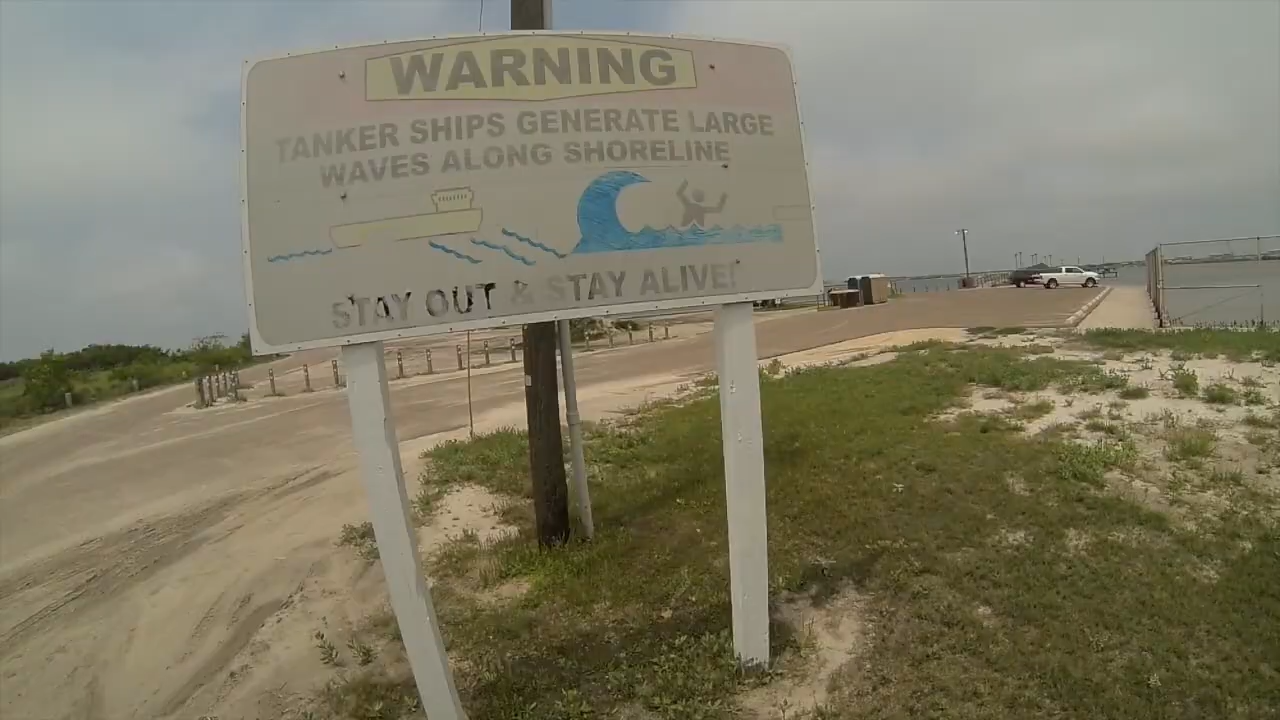 WARNING
TANKER SHIPS GENERATE LARGE
WAVES ALONG SHORELINE
STAY OUT & STAY ALIVE!